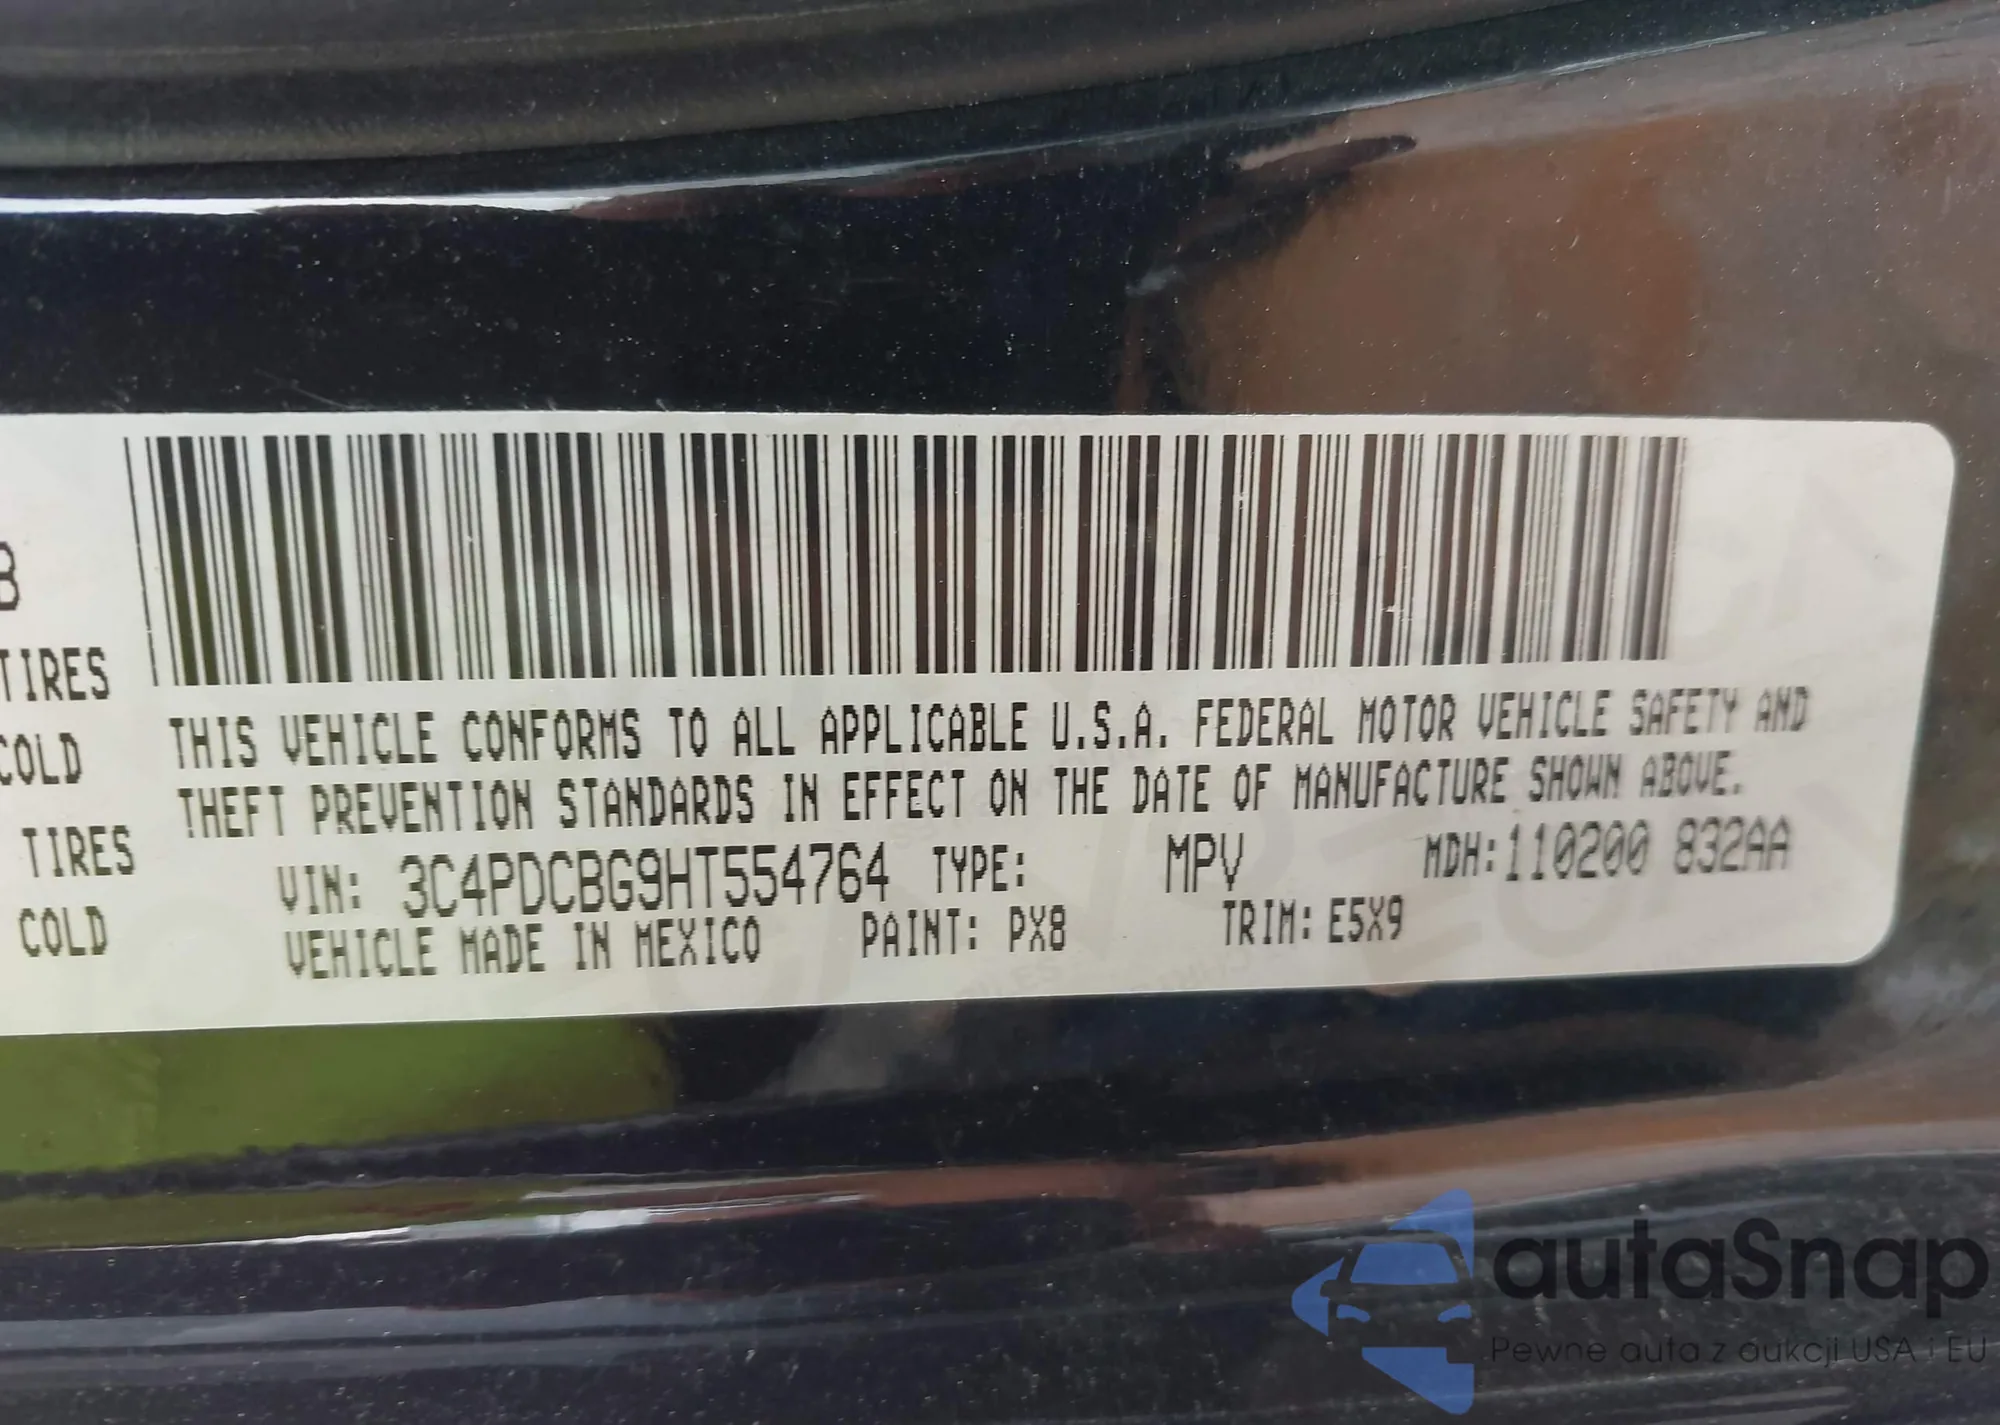 B
TIRES
COLD
TIRES
COLD
THIS VEHICLE CONFORMS TO ALL APPLICABLE U.S.A. FEDERAL MOTOR VEHICLE SAFETY AND
THEFT PREVENTION STANDARDS IN EFFECT ON THE DATE OF MANUFACTURE SHOWN ABOVE.
VIN: 3C4PDCBG9HT554764 TYPE: MPV MDH:110200 832AA
VEHICLE MADE IN MEXICO PAINT: PX8 TRIM: E5X9
autaSnap
Pewne auta z aukcji USA i EU